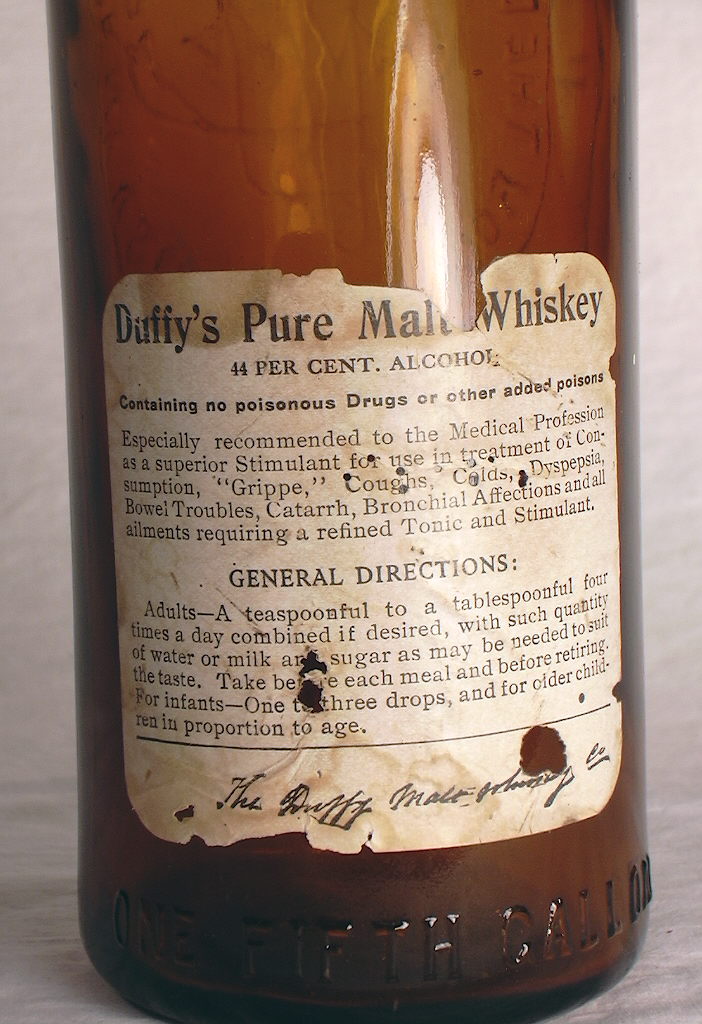 Duffy's Pure Malt Whiskey
44 PER CENT. ALCOHOL
Containing no poisonous Drugs or other added poisons
Especially recommended to the Medical Profession
as a superior Stimulant for use in treatment of Con-
sumption, "Grippe," Coughs, Colds, Dyspepsia,
Bowel Troubles, Catarrh, Bronchial Affections and all
ailments requiring a refined Tonic and Stimulant.
GENERAL DIRECTIONS:
Adults—A teaspoonful to a tablespoonful four
times a day combined if desired, with such quantity
of water or milk and sugar as may be needed to suit
the taste. Take before each meal and before retiring.
For infants—One to three drops, and for older child-
ren in proportion to age.
The Duffy Malt Whiskey Co
ONE FIFTH GALLON